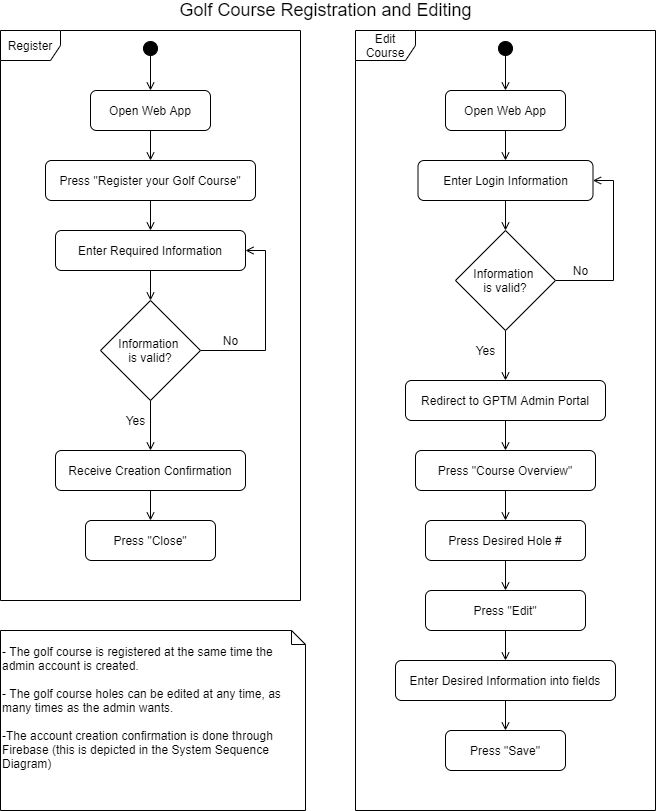 Golf Course Registration and Editing
Register
Open Web App
Press "Register your Golf Course"
Enter Required Information
Information
is valid?
No
Yes
Receive Creation Confirmation
Press "Close"
- The golf course is registered at the same time the
admin account is created.
- The golf course holes can be edited at any time, as
many times as the admin wants.
-The account creation confirmation is done through
Firebase (this is depicted in the System Sequence
Diagram)
Edit
Course
Open Web App
Enter Login Information
Information
is valid?
No
Yes
Redirect to GPTM Admin Portal
Press "Course Overview"
Press Desired Hole #
Press "Edit"
Enter Desired Information into fields
Press "Save"